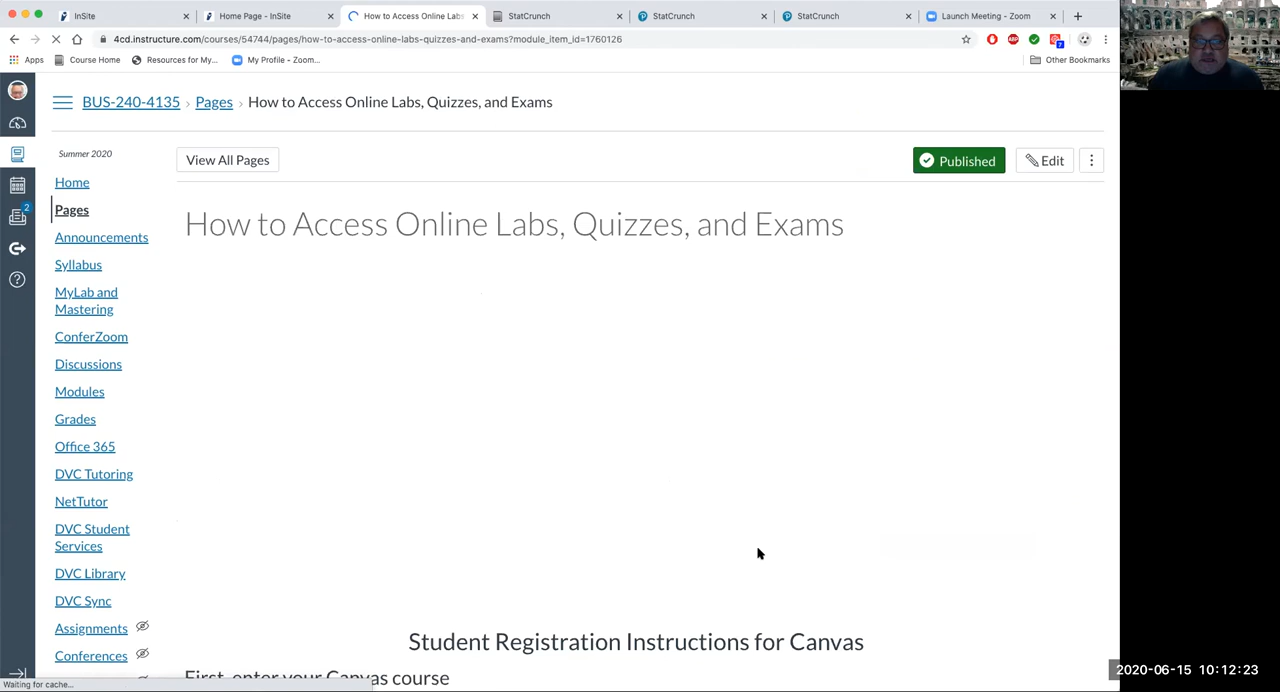 InSite
Home Page - InSite
How to Access Online Labs
StatCrunch
StatCrunch
StatCrunch
Launch Meeting - Zoom
4cd.instructure.com/courses/54744/pages/how-to-access-online-labs-quizzes-and-exams?module_item_id=1760126
ABP
7
Apps
Course Home
Resources for My...
My Profile - Zoom...
Other Bookmarks
BUS-240-4135 › Pages › How to Access Online Labs, Quizzes, and Exams
Summer 2020
View All Pages
Published
Edit
Home
Pages
Announcements
Syllabus
MyLab and
Mastering
ConferZoom
Discussions
Modules
Grades
Office 365
DVC Tutoring
NetTutor
DVC Student
Services
DVC Library
DVC Sync
Assignments
Conferences
2
How to Access Online Labs, Quizzes, and Exams
Student Registration Instructions for Canvas
First, enter your Canvas course
Waiting for cache...
2020-06-15 10:12:23